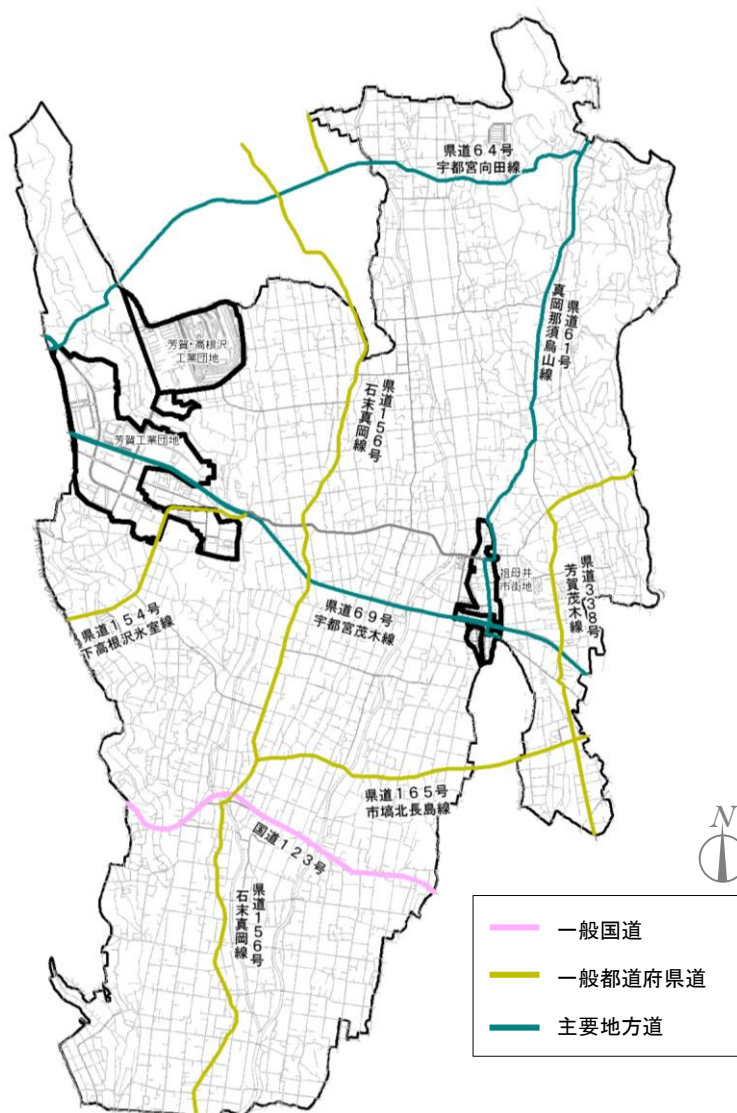 県道64号
宇都宮向田線
県道61号
真岡那須烏山線
芳賀・高根沢
工業団地
県道156号
石末真岡線
芳賀工業団地
祖母井
市街地
県道338号
芳賀茂木線
県道154号
下高根沢氷室線
県道69号
宇都宮茂木線
県道165号
市塙北長島線
国道123号
県道156号
石末真岡線
N
一般国道
一般都道府県道
主要地方道